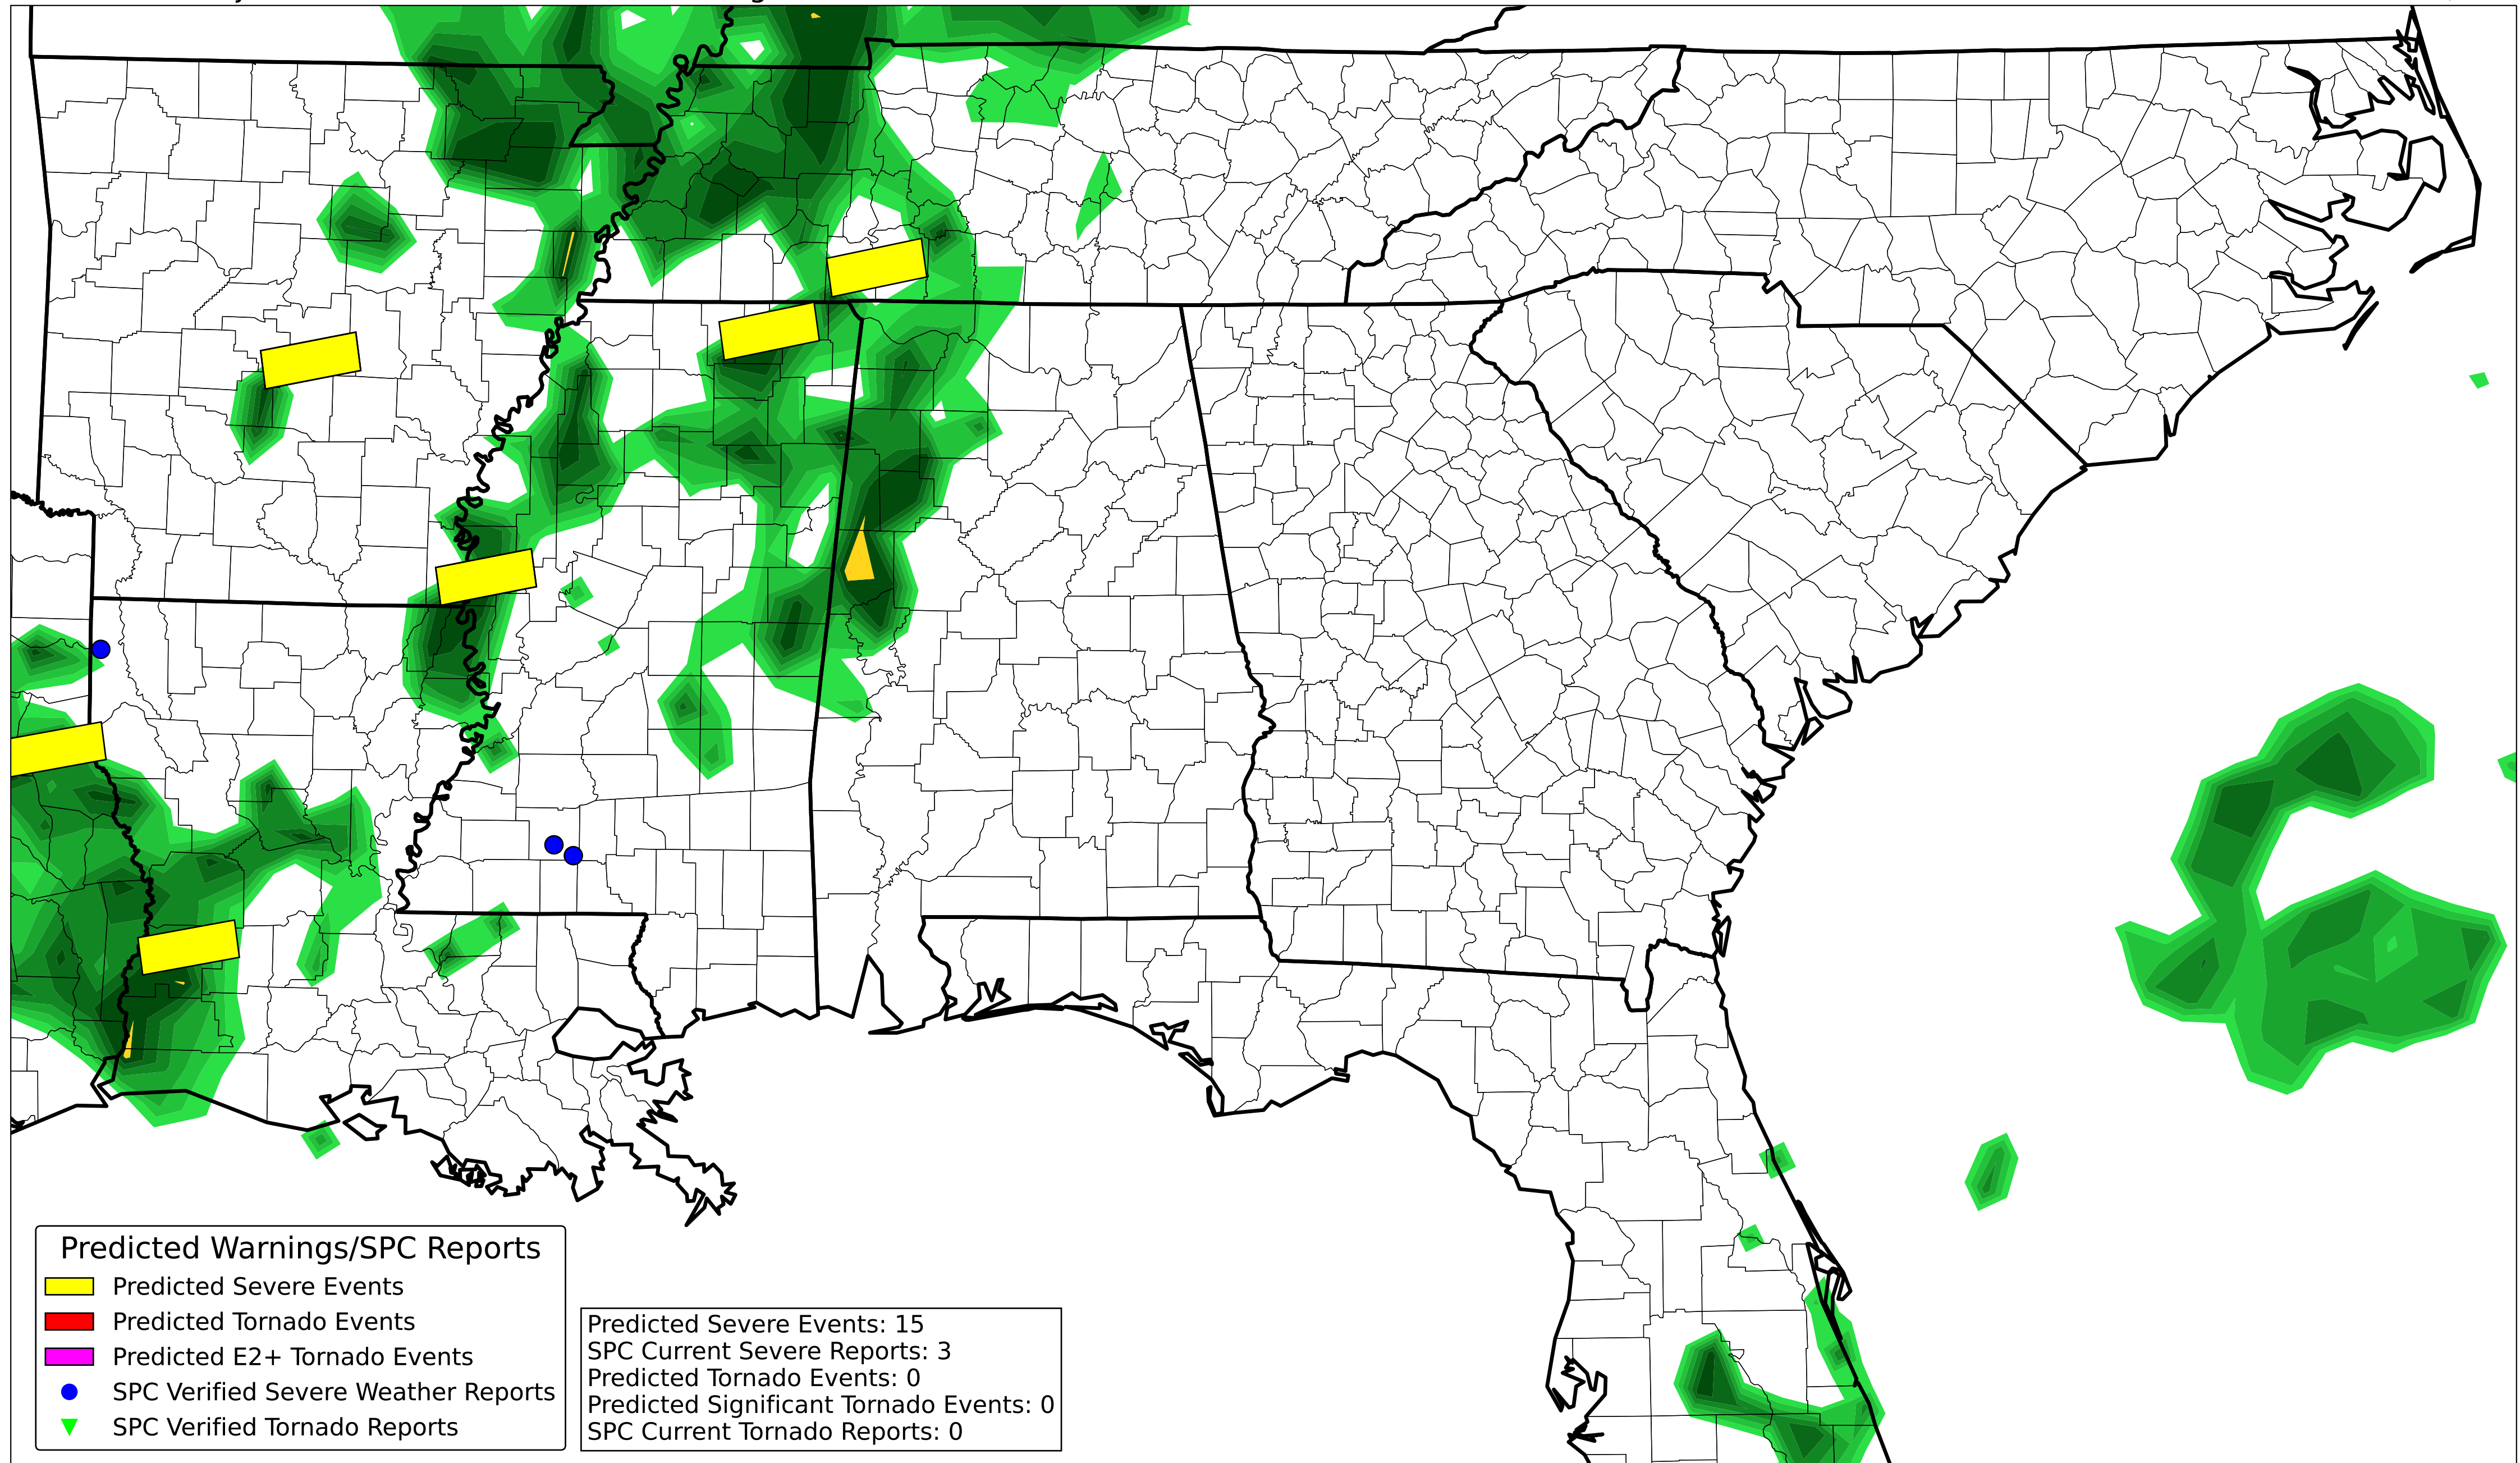 Predicted Warnings/SPC Reports
Predicted Severe Events
Predicted Tornado Events
Predicted E2+ Tornado Events
SPC Verified Severe Weather Reports
SPC Verified Tornado Reports
Predicted Severe Events: 15
SPC Current Severe Reports: 3
Predicted Tornado Events: 0
Predicted Significant Tornado Events: 0
SPC Current Tornado Reports: 0